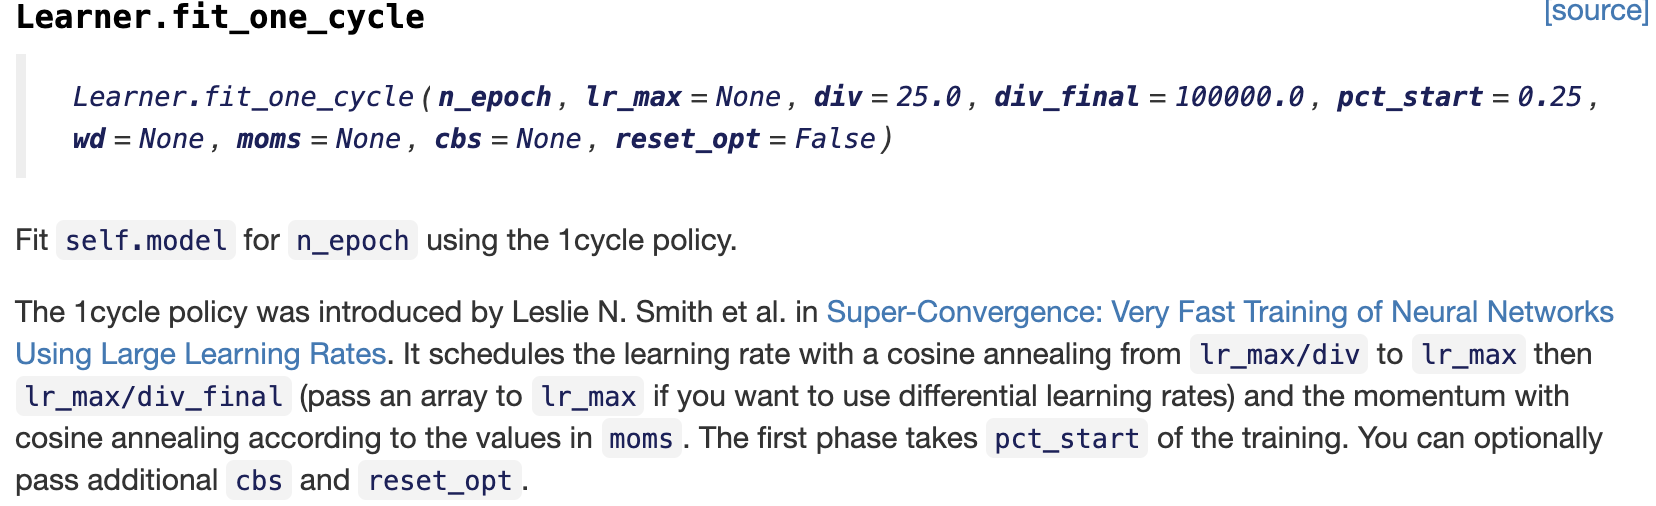 Learner.fit_one_cycle
[source]
Learner.fit_one_cycle(n_epoch, lr_max=None, div=25.0, div_final=100000.0, pct_start=0.25,
wd=None, moms=None, cbs=None, reset_opt=False)
Fit self.model for n_epoch using the 1cycle policy.
The 1cycle policy was introduced by Leslie N. Smith et al. in Super-Convergence: Very Fast Training of Neural Networks
Using Large Learning Rates. It schedules the learning rate with a cosine annealing from lr_max/div to lr_max then
lr_max/div_final (pass an array to lr_max if you want to use differential learning rates) and the momentum with
cosine annealing according to the values in moms. The first phase takes pct_start of the training. You can optionally
pass additional cbs and reset_opt.